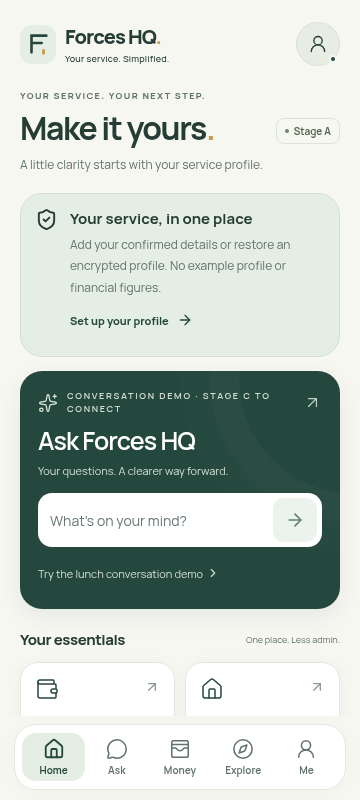 Forces HQ.
Your service. Simplified.
YOUR SERVICE. YOUR NEXT STEP.
Make it yours.
Stage A
A little clarity starts with your service profile.
Your service, in one place
Add your confirmed details or restore an
encrypted profile. No example profile or
financial figures.
Set up your profile
CONVERSATION DEMO · STAGE C TO
CONNECT
Ask Forces HQ
Your questions. A clearer way forward.
What's on your mind?
Try the lunch conversation demo
Your essentials
One place. Less admin.
Home
Ask
Money
Explore
Me